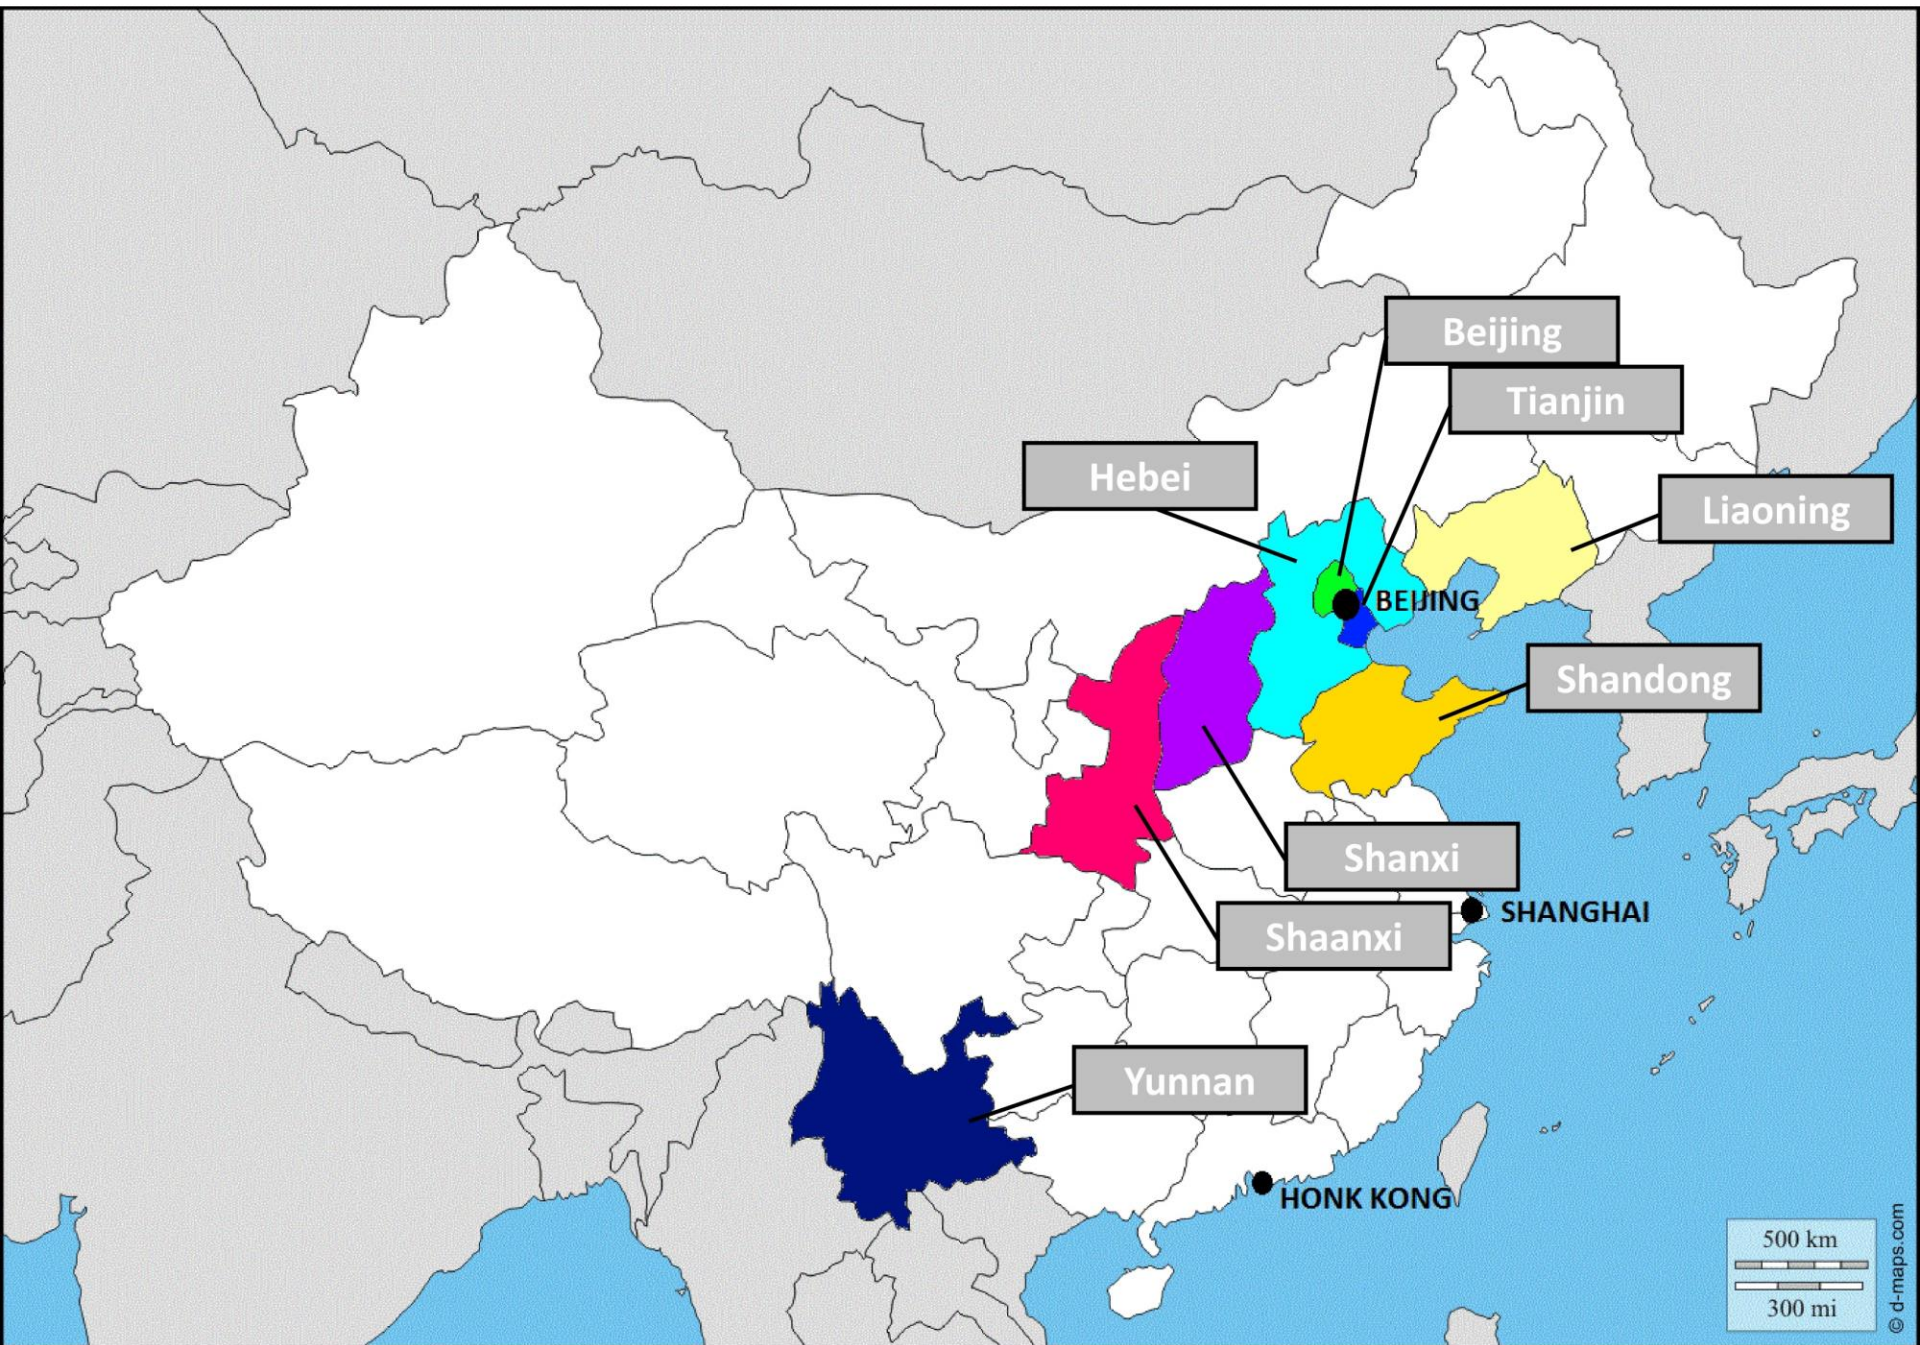 Beijing
Tianjin
Hebei
Liaoning
BEIJING
Shandong
Shanxi
SHANGHAI
Shaanxi
Yunnan
HONK KONG
500 km
300 mi
© d-maps.com